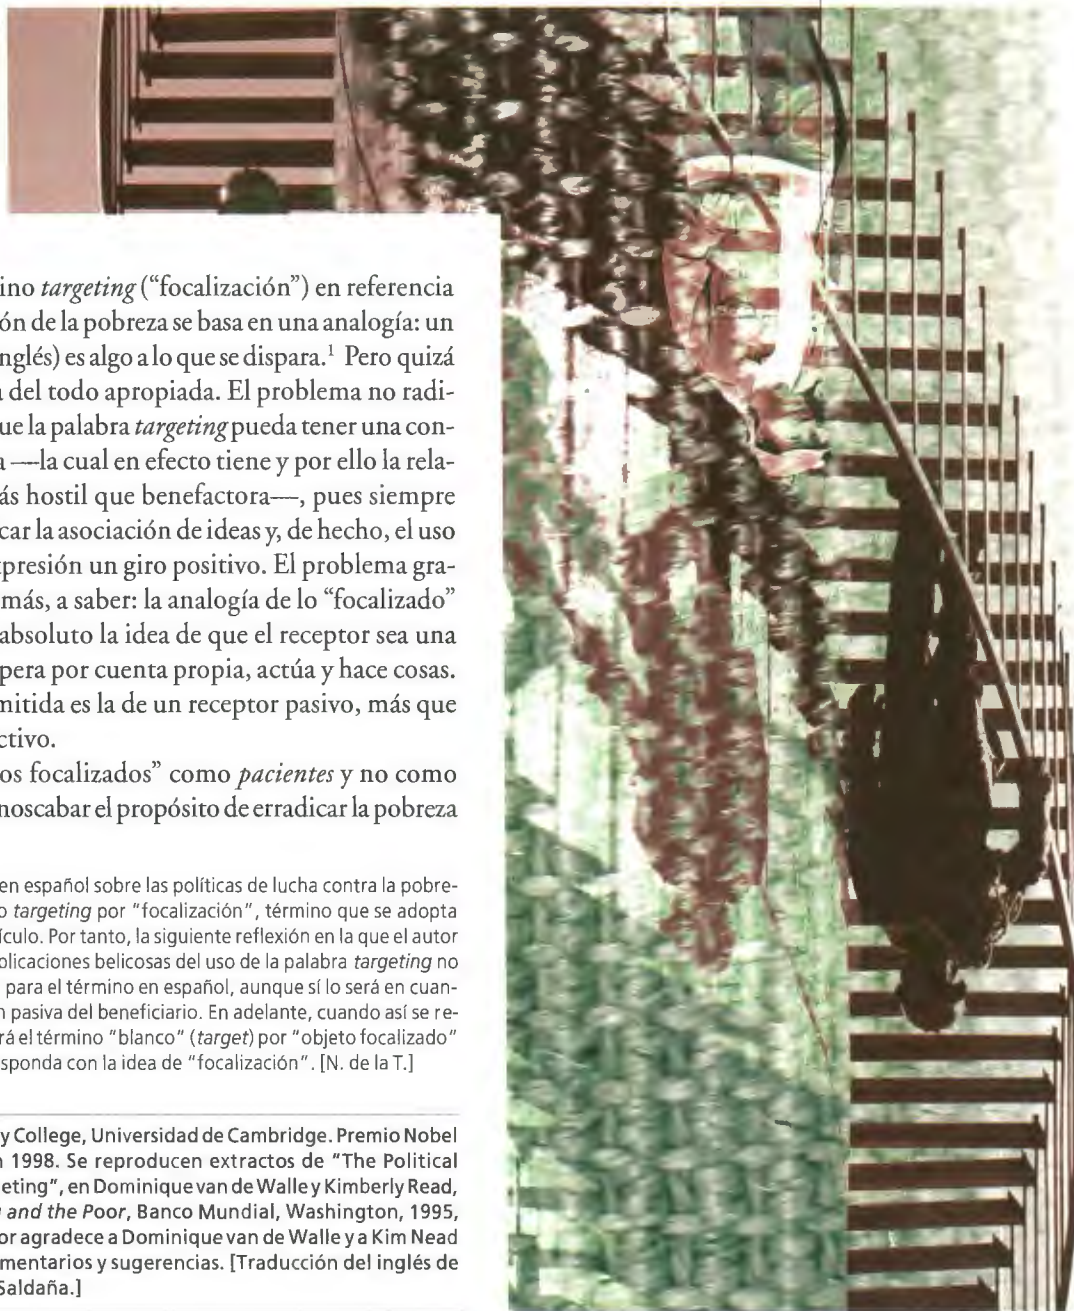 ino targeting ("focalización") en referencia
ón de la pobreza se basa en una analogía: un
nglés) es algo a lo que se dispara.¹ Pero quizá
a del todo apropiada. El problema no radi-
ue la palabra targeting pueda tener una con-
a —la cual en efecto tiene y por ello la rela-
ás hostil que benefactora—, pues siempre
car la asociación de ideas y, de hecho, el uso
presión un giro positivo. El problema gra-
más, a saber: la analogía de lo “focalizado”
absoluto la idea de que el receptor sea una
pera por cuenta propia, actúa y hace cosas.
mitida es la de un receptor pasivo, más que
ctivo.
os focalizados” como pacientes y no como
noscabar el propósito de erradicar la pobreza
en español sobre las políticas de lucha contra la pobre-
o targeting por "focalización", término que se adopta
ículo. Por tanto, la siguiente reflexión en la que el autor
plicaciones belicosas del uso de la palabra targeting no
para el término en español, aunque sí lo será en cuan-
n pasiva del beneficiario. En adelante, cuando así se re-
rá el término "blanco" (target) por "objeto focalizado"
esponda con la idea de "focalización". [N. de la T.]
y College, Universidad de Cambridge. Premio Nobel
n 1998. Se reproducen extractos de "The Political
eting", en Dominique van de Walle y Kimberly Read,
and the Poor, Banco Mundial, Washington, 1995,
or agradece a Dominique van de Walle y a Kim Nead
mentarios y sugerencias. [Traducción del inglés de
Saldaña.]